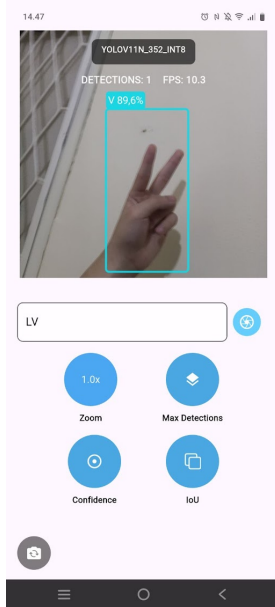 14.47
YOLOV11N_352_INT8
DETECTIONS: 1 FPS: 10.3
V 89,6%
LV
1.0x
Zoom
Max Detections
Confidence
IoU